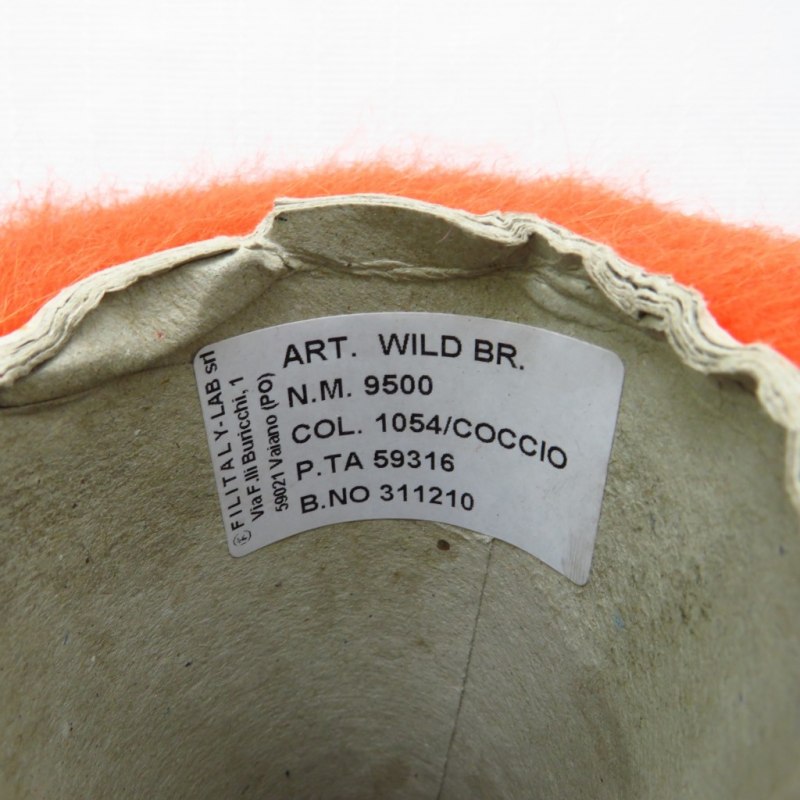 FILITALY-LAB srl
Via F.lli Buricchi, 1
59021 Vaiano (PO)
ART. WILD BR.
N.M. 9500
COL. 1054/COCCIO
P.TA 59316
B.NO 311210